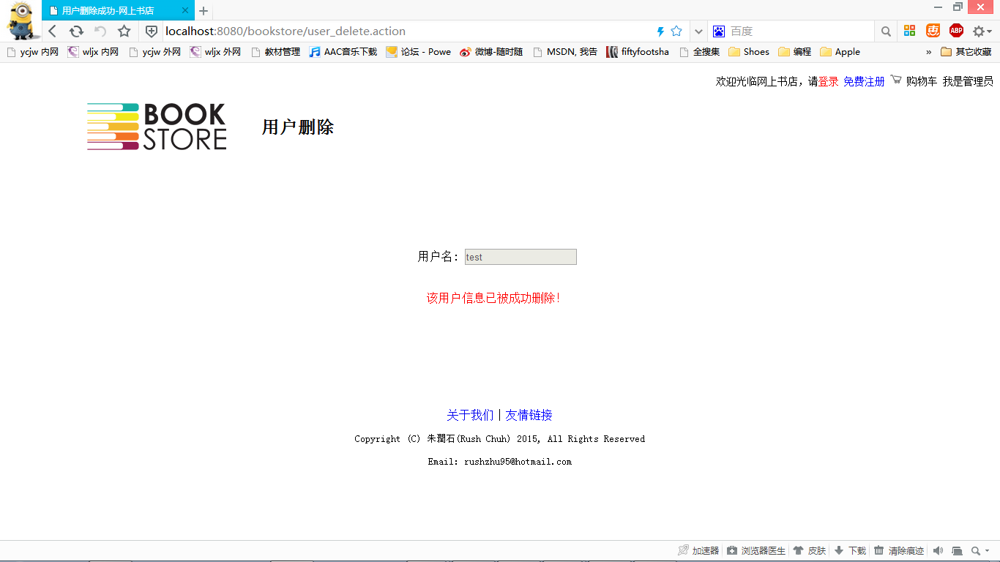 用户删除成功-网上书店
localhost:8080/bookstore/user_delete.action 百度
ycjw 内网 wljx 内网 ycjw 外网 wljx 外网 教材管理 AAC音乐下载 论坛 - Powe 微博-随时随 MSDN, 我告 fiftyfootsha 全搜集 Shoes 编程 Apple » 其它收藏
惠 ABP
欢迎光临网上书店，请登录 免费注册 购物车 我是管理员
BOOK
STORE
用户删除
用户名： test
该用户信息已被成功删除！
关于我们 | 友情链接
Copyright (C) 朱潤石(Rush Chuh) 2015, All Rights Reserved
Email: rushzhu95@hotmail.com
加速器 浏览器医生 皮肤 下载 清除痕迹